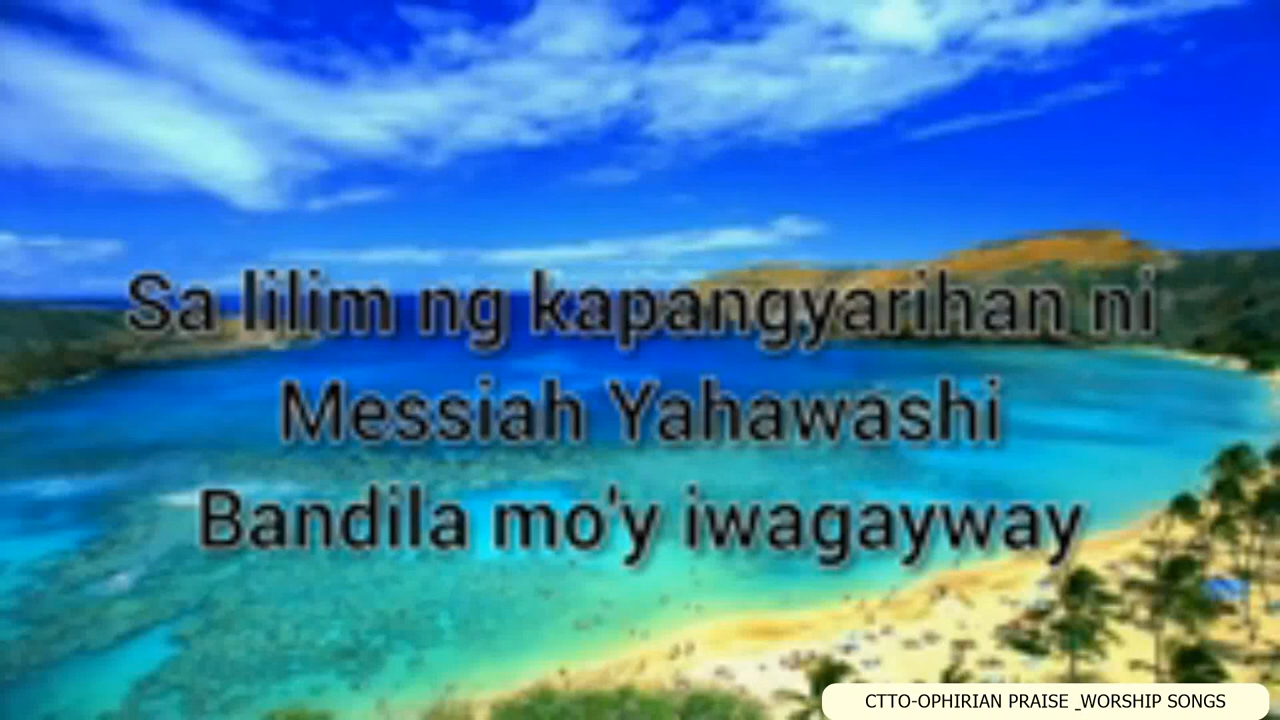 Sa lilim ng kapangyarihan ni
Messiah Yahawashi
Bandila mo'y iwagayway
CTTO-OPHIRIAN PRAISE _WORSHIP SONGS